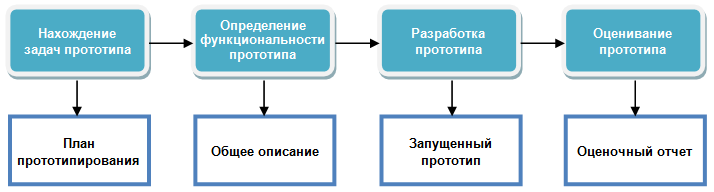 Нахождение
задач прототипа
Определение
функциональности
прототипа
Разработка
прототипа
Оценивание
прототипа
План
прототипирования
Общее описание
Запущенный
прототип
Оценочный отчет